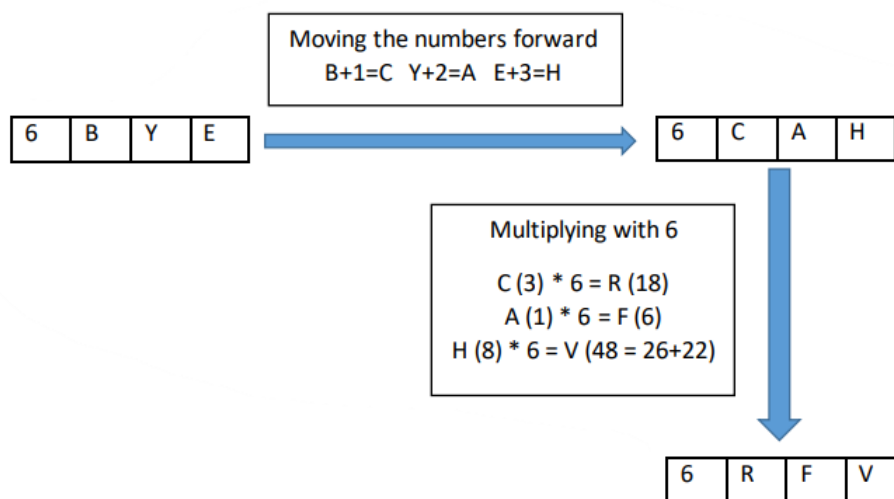 Moving the numbers forward
B+1=C Y+2=A E+3=H
6 B Y E
6 C A H
Multiplying with 6
C (3) * 6 = R (18)
A (1) * 6 = F (6)
H (8) * 6 = V (48 = 26+22)
6 R F V